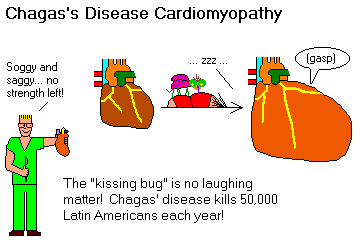 Chagas's Disease Cardiomyopathy
Soggy and
saggy... no
strength left!
... zzz ...
(gasp)
The "kissing bug" is no laughing
matter! Chagas' disease kills 50,000
Latin Americans each year!